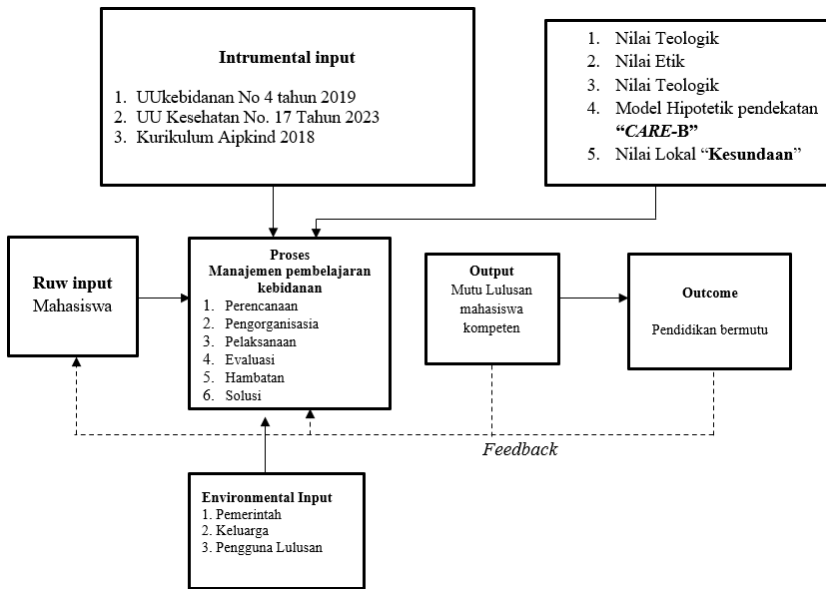 Intrumental input
1. UUkebidanan No 4 tahun 2019
2. UU Kesehatan No. 17 Tahun 2023
3. Kurikulum Aipkind 2018
1. Nilai Teologik
2. Nilai Etik
3. Nilai Teologik
4. Model Hipotetik pendekatan
“CARE-B”
5. Nilai Lokal “Kesundaan”
Ruw input
Mahasiswa
Proses
Manajemen pembelajaran
kebidanan
1. Perencanaan
2. Pengorganisasia
3. Pelaksanaan
4. Evaluasi
5. Hambatan
6. Solusi
Output
Mutu Lulusan
mahasiswa
kompeten
Outcome
Pendidikan bermutu
Feedback
Environmental Input
1. Pemerintah
2. Keluarga
3. Pengguna Lulusan